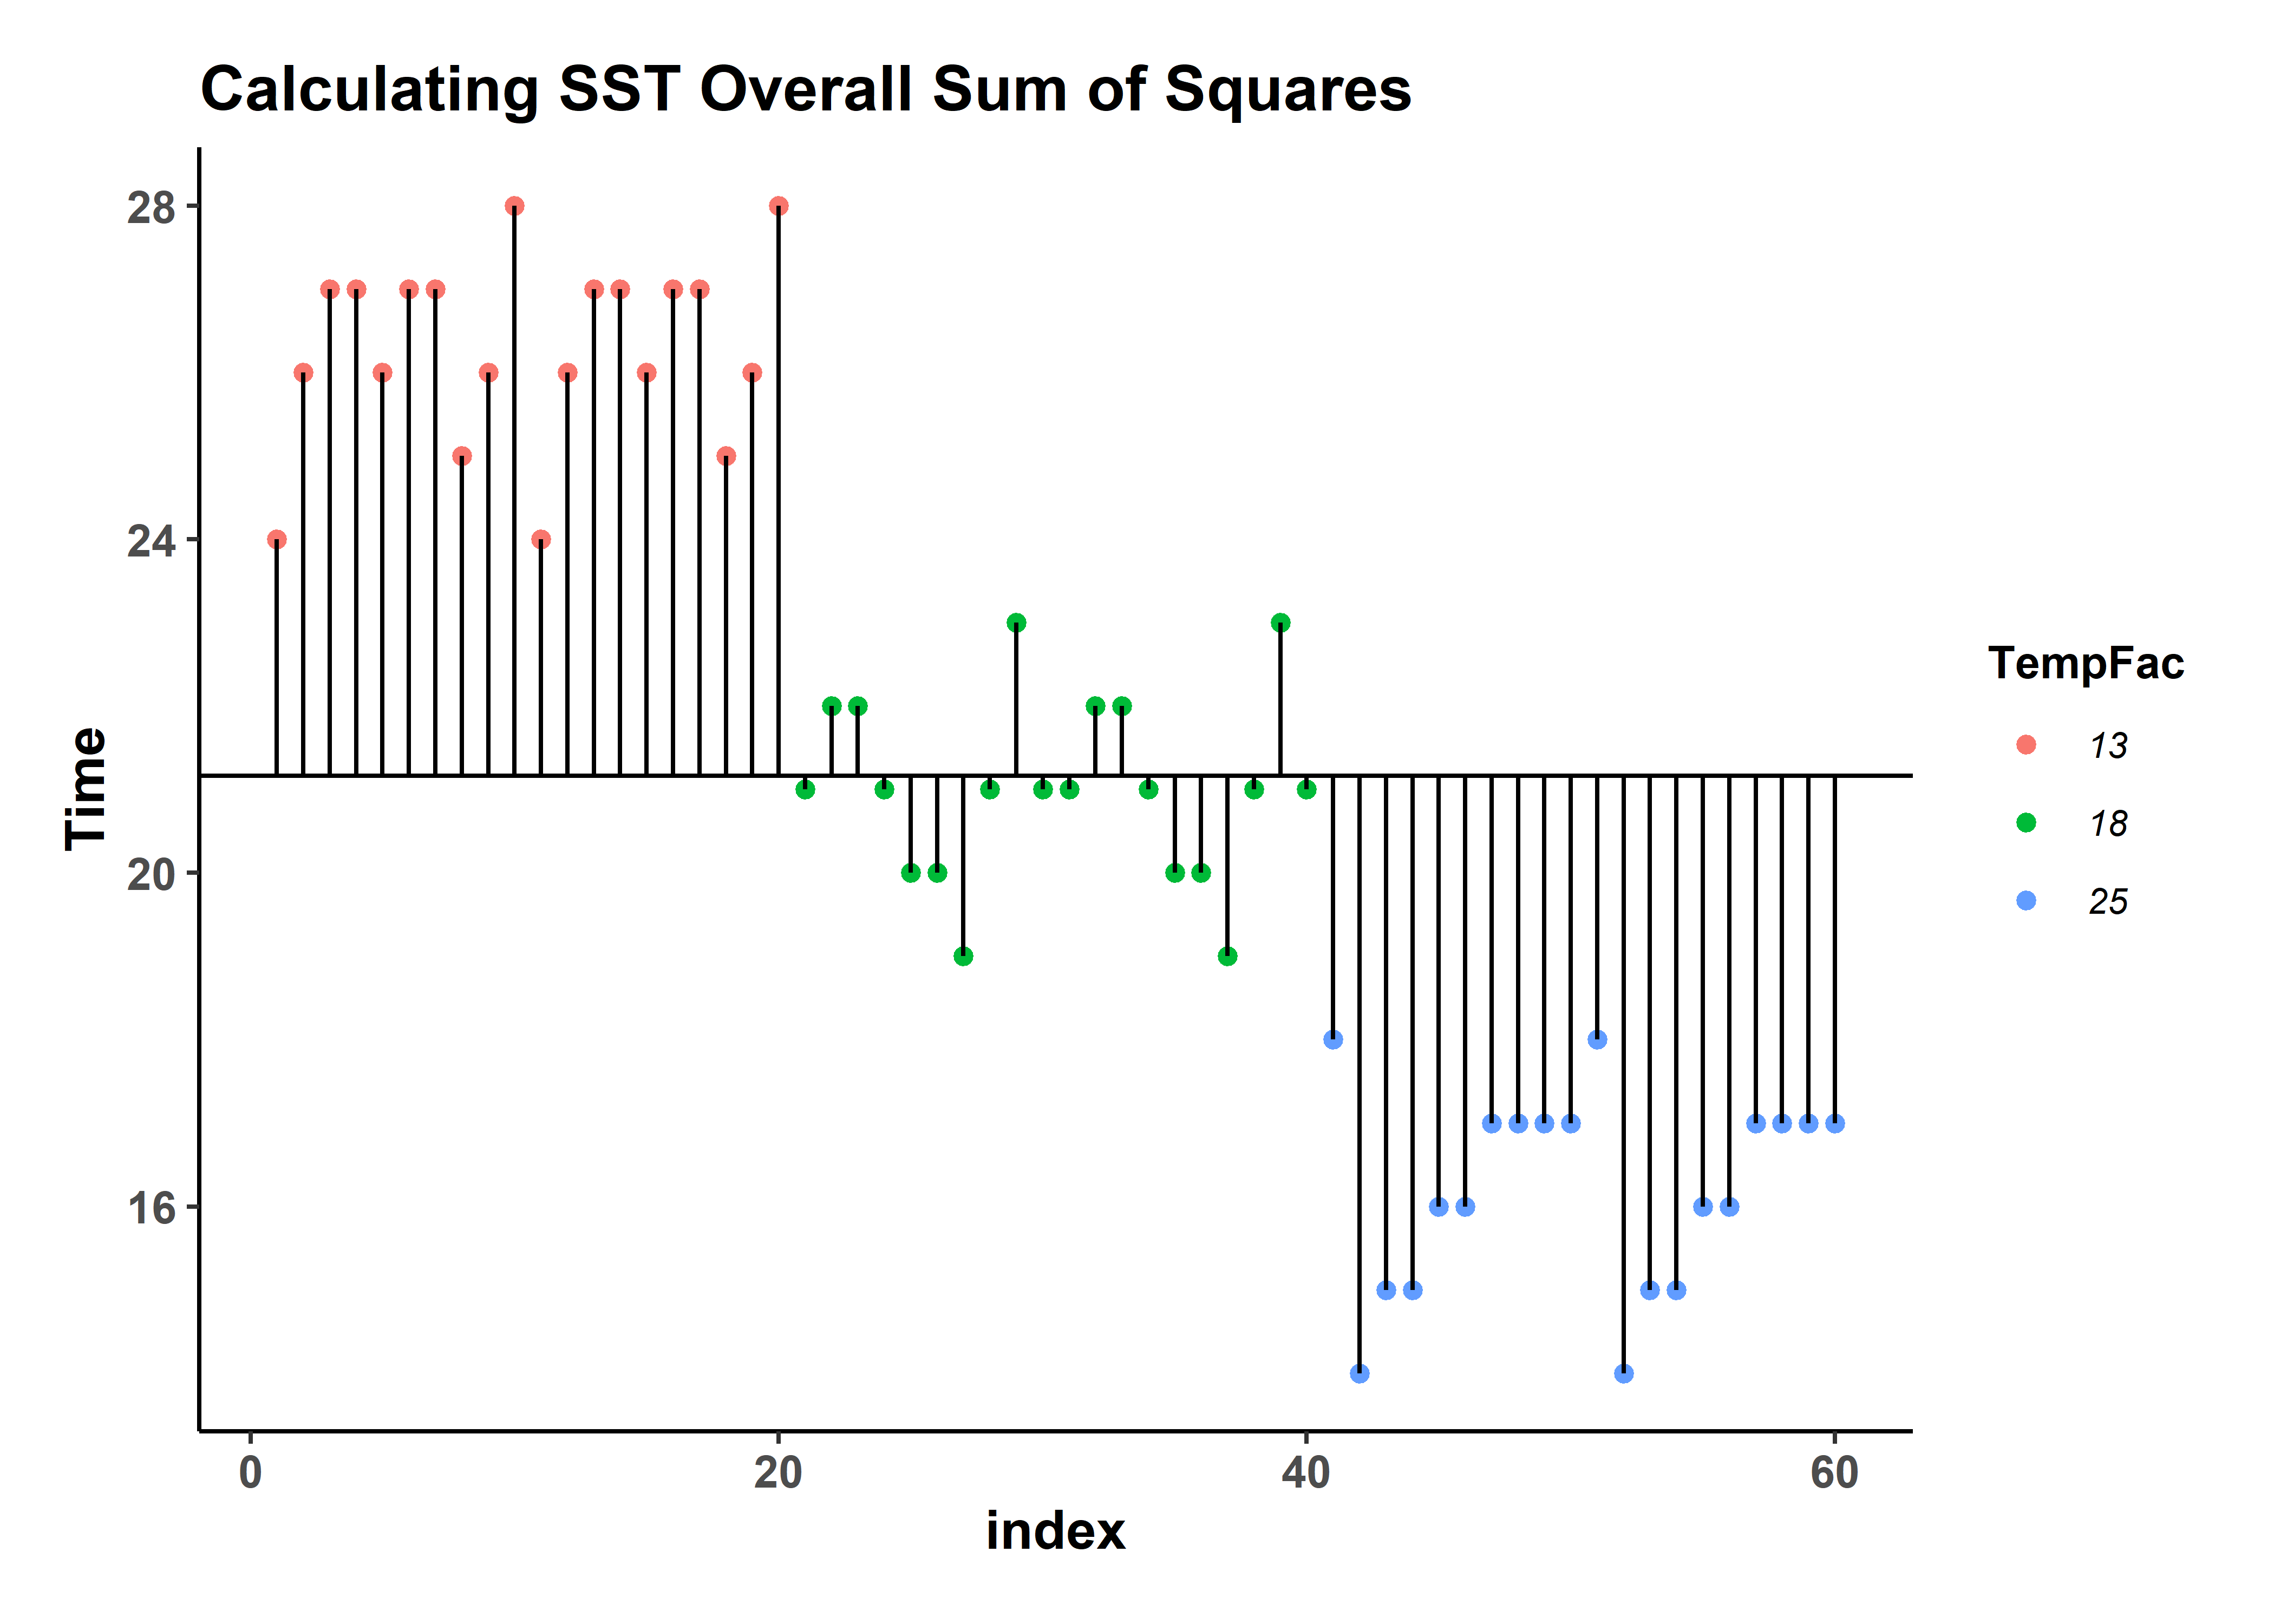 Calculating SST Overall Sum of Squares
28
24
20
16
Time
0 20 40 60
index
TempFac
13
18
25